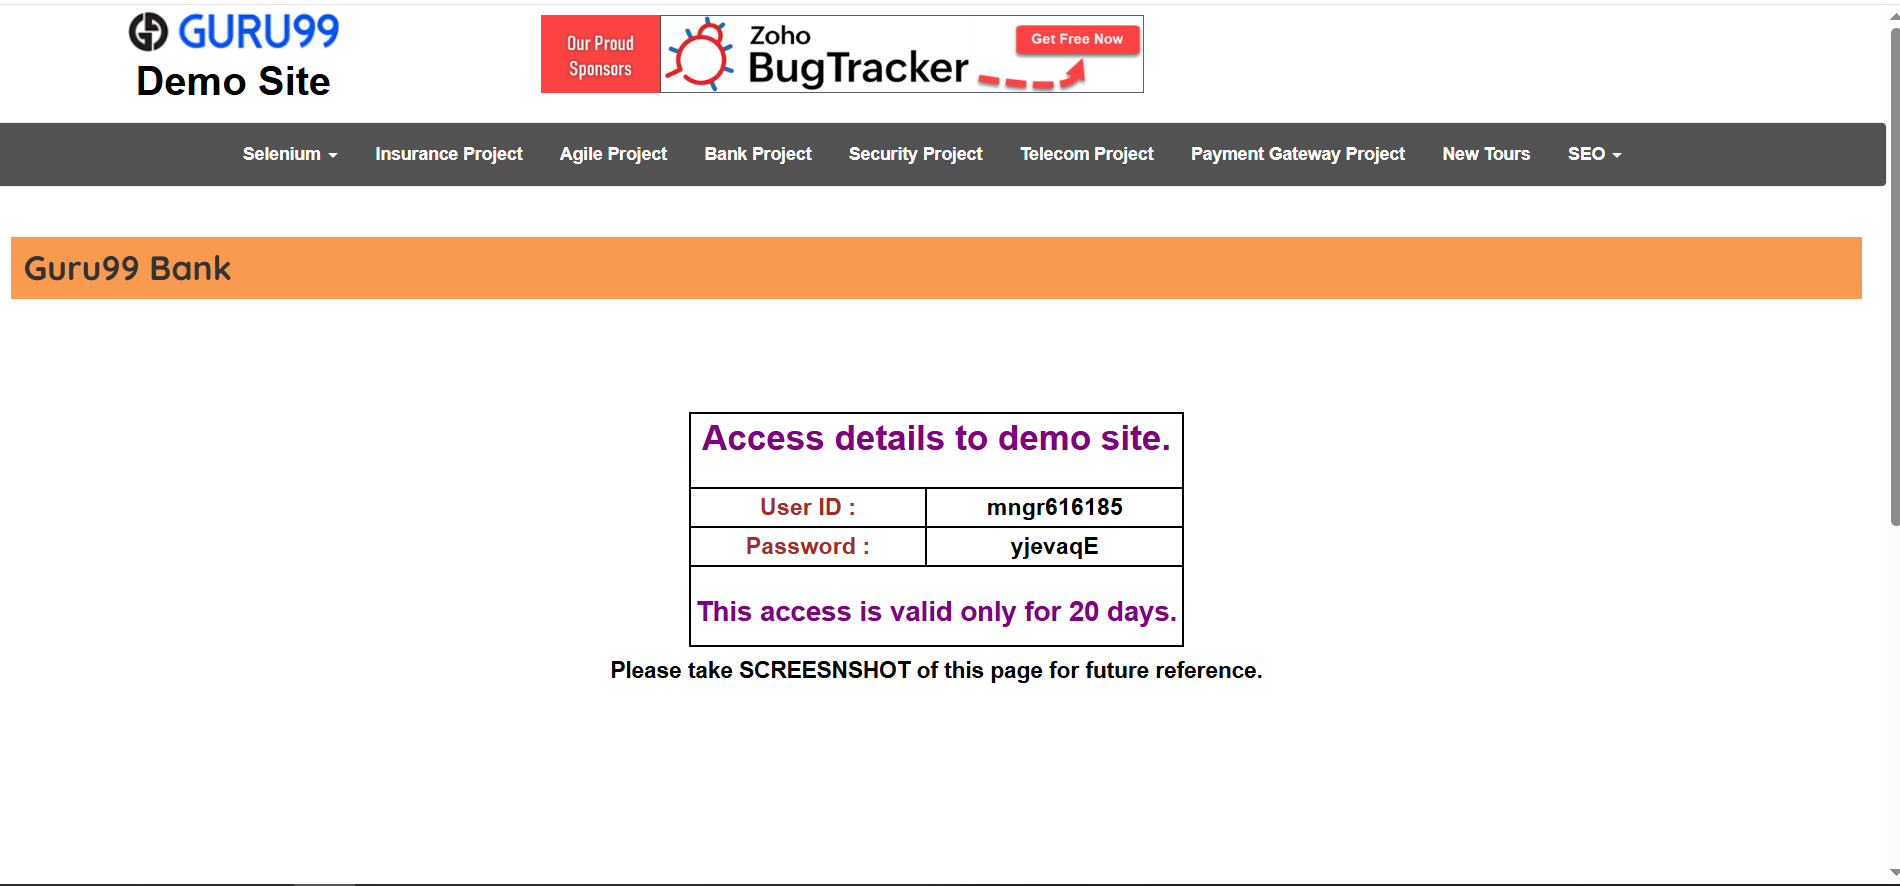 GURU99
Demo Site
Our Proud
Sponsors
Zoho
BugTracker
Get Free Now
Selenium Insurance Project Agile Project Bank Project Security Project Telecom Project Payment Gateway Project New Tours SEO
Guru99 Bank
Access details to demo site.
User ID : mngr616185
Password : yjevaqE
This access is valid only for 20 days.
Please take SCREESNSHOT of this page for future reference.